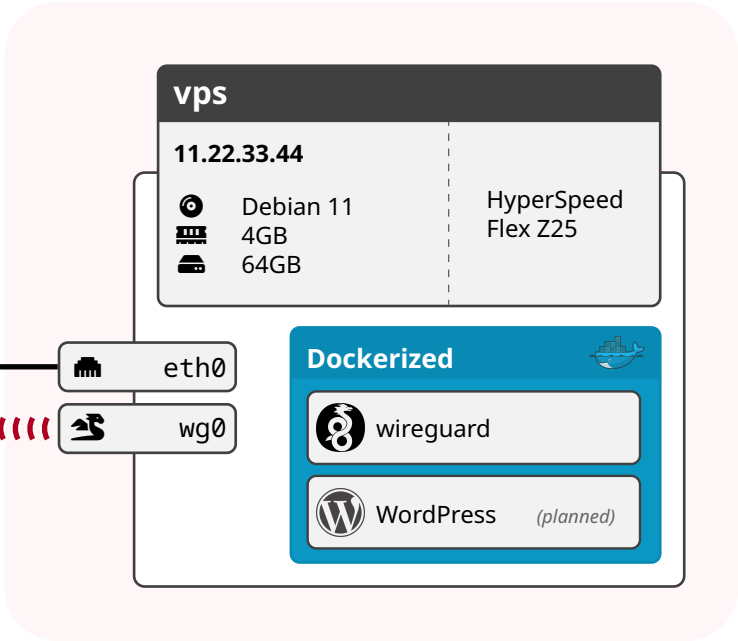 vps
11.22.33.44
Debian 11
4GB
64GB
HyperSpeed
Flex Z25
eth0
wg0
Dockerized
wireguard
WordPress (planned)